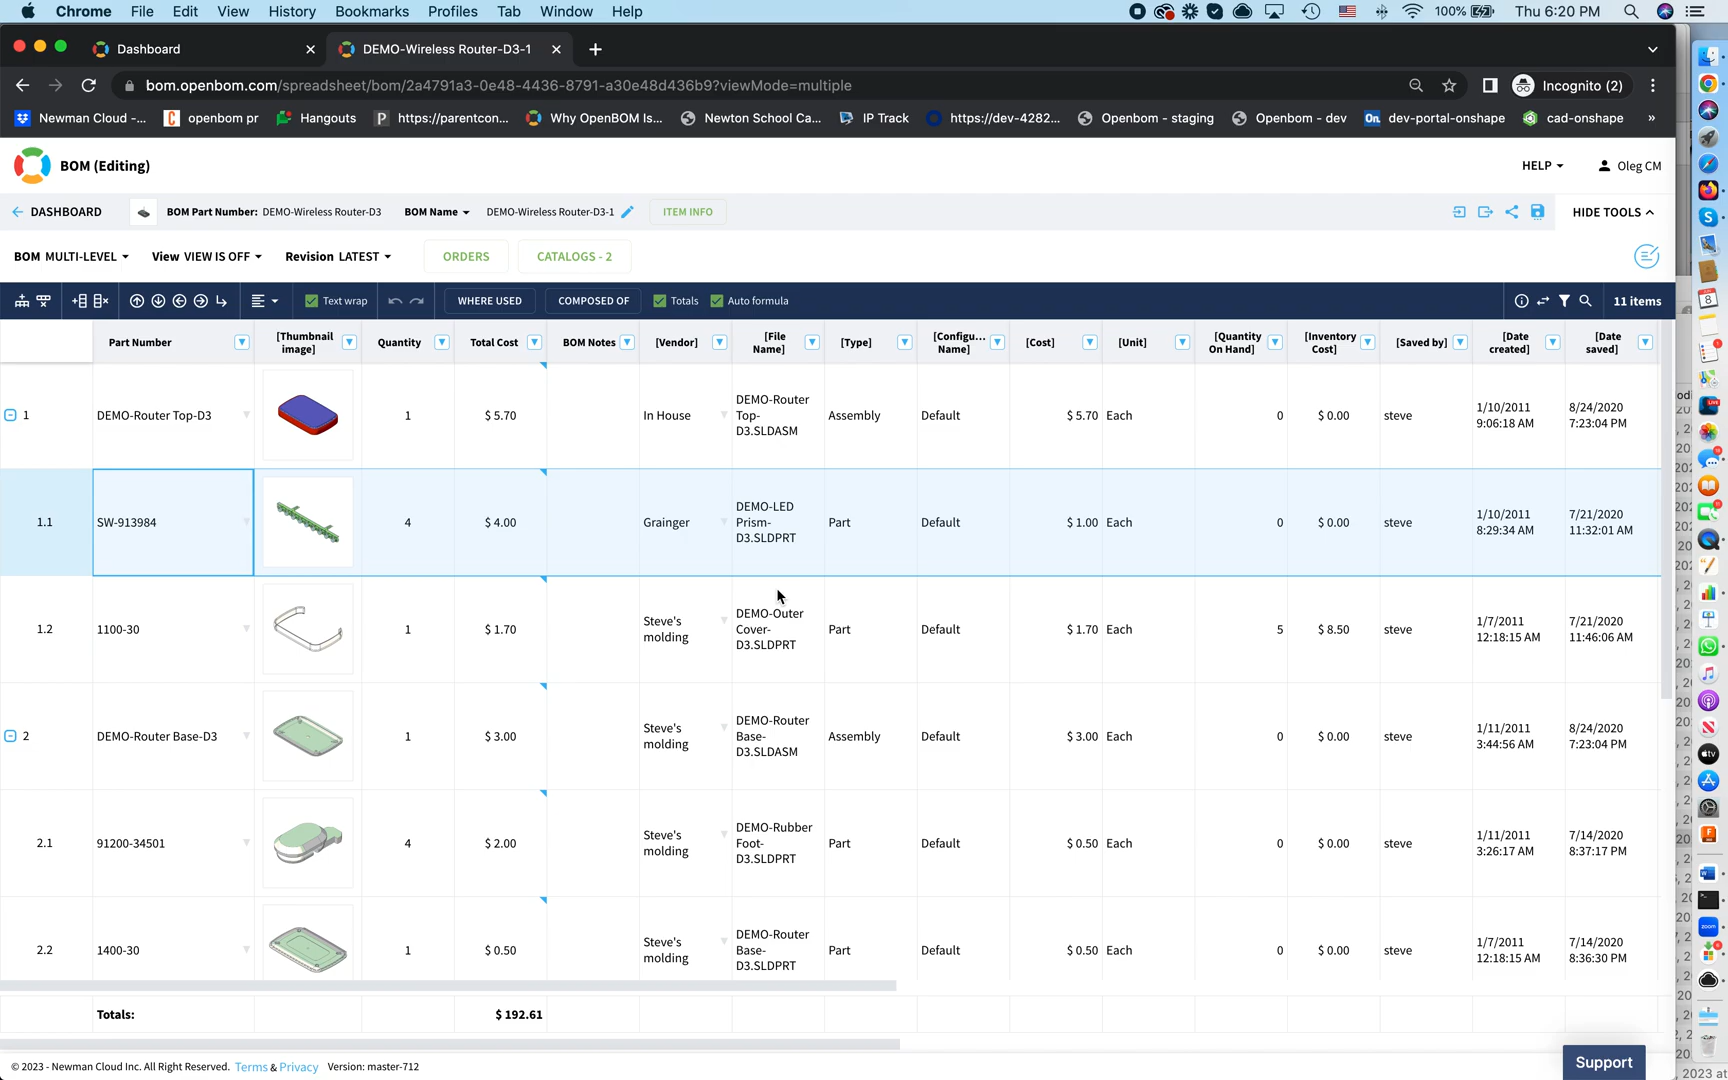 Chrome File Edit View History Bookmarks Profiles Tab Window Help 100% Thu 6:20 PM
Dashboard DEMO-Wireless Router-D3-1
bom.openbom.com/spreadsheet/bom/2a4791a3-0e48-4436-8791-a30e48d436b9?viewMode=multiple Incognito (2)
Newman Cloud -... openbom pr Hangouts https://parentcon... Why OpenBOM Is... Newton School Ca... IP Track https://dev-4282... Openbom - staging Openbom - dev dev-portal-onshape cad-onshape »
BOM (Editing) HELP Oleg CM
DASHBOARD BOM Part Number: DEMO-Wireless Router-D3 BOM Name DEMO-Wireless Router-D3-1 ITEM INFO HIDE TOOLS
BOM MULTI-LEVEL View VIEW IS OFF Revision LATEST ORDERS CATALOGS - 2
Text wrap WHERE USED COMPOSED OF Totals Auto formula 11 items
Part Number [Thumbnail image] Quantity Total Cost BOM Notes [Vendor] [File Name] [Type] [Configu... Name] [Cost] [Unit] [Quantity On Hand] [Inventory Cost] [Saved by] [Date created] [Date saved]
1 DEMO-Router Top-D3 1 $ 5.70 In House DEMO-Router Top-D3.SLDASM Assembly Default $ 5.70 Each 0 $ 0.00 steve 1/10/2011 9:06:18 AM 8/24/2020 7:23:04 PM
1.1 SW-913984 4 $ 4.00 Grainger DEMO-LED Prism-D3.SLDPRT Part Default $ 1.00 Each 0 $ 0.00 steve 1/10/2011 8:29:34 AM 7/21/2020 11:32:01 AM
1.2 1100-30 1 $ 1.70 Steve's molding DEMO-Outer Cover-D3.SLDPRT Part Default $ 1.70 Each 5 $ 8.50 steve 1/7/2011 12:18:15 AM 7/21/2020 11:46:06 AM
2 DEMO-Router Base-D3 1 $ 3.00 Steve's molding DEMO-Router Base-D3.SLDASM Assembly Default $ 3.00 Each 0 $ 0.00 steve 1/11/2011 3:44:56 AM 8/24/2020 7:23:04 PM
2.1 91200-34501 4 $ 2.00 Steve's molding DEMO-Rubber Foot-D3.SLDPRT Part Default $ 0.50 Each 0 $ 0.00 steve 1/11/2011 3:26:17 AM 7/14/2020 8:37:17 PM
2.2 1400-30 1 $ 0.50 Steve's molding DEMO-Router Base-D3.SLDPRT Part Default $ 0.50 Each 0 $ 0.00 steve 1/7/2011 12:18:15 AM 7/14/2020 8:36:30 PM
Totals: $ 192.61
© 2023 - Newman Cloud Inc. All Right Reserved. Terms & Privacy Version: master-712
Support
2023 at